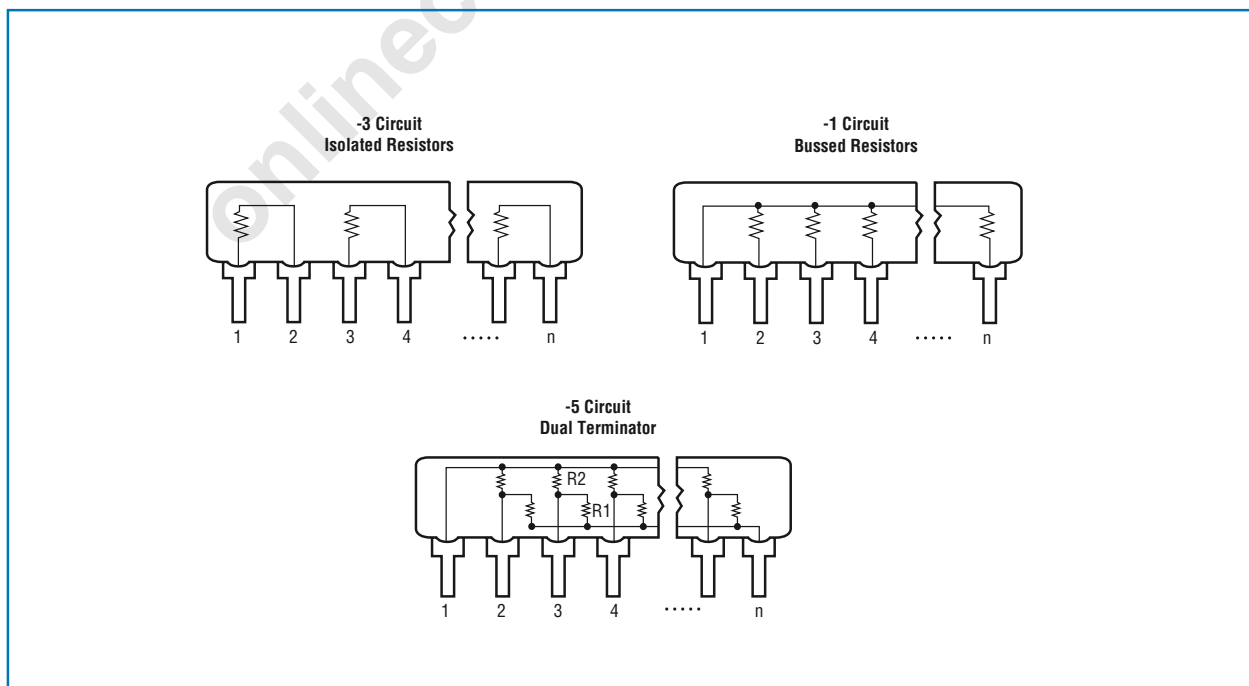 onlinec
-3 Circuit
Isolated Resistors
1 2 3 4 ..... n
-1 Circuit
Bussed Resistors
1 2 3 4 ..... n
-5 Circuit
Dual Terminator
R2
R1
1 2 3 4 ..... n